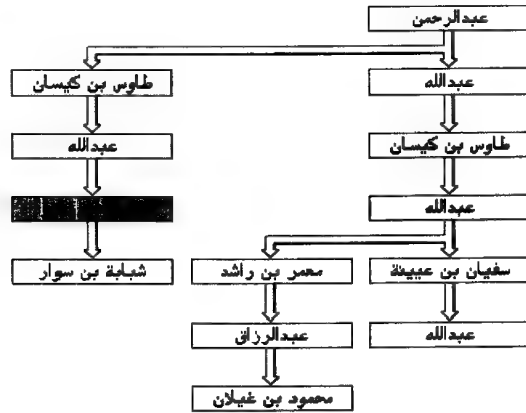 عبدالرحمن
عبدالله
طاوس بن كيسان
طاوس بن كيسان
عبدالله
عبدالله
شبابة بن سوار
معمر بن راشد
سفيان بن عيينة
عبدالرزاق
عبدالله
محمود بن غيلان